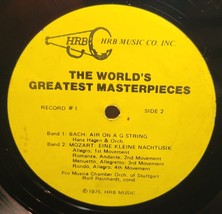 HRB
HRB MUSIC CO. INC.
THE WORLD'S
GREATEST MASTERPIECES
RECORD #1
SIDE 2
Band 1: BACH: AIR ON A G STRING
Hans Hagen & Orch.
Band 2: MOZART: EINE KLEINE NACHTUSIK
Allegro; 1st Movement
Romanza, Andante; 2nd Movement
Menuetto, Allegretto; 3rd Movement
Rondo, Allegro; 4th Movement
Pro Musica Chamber Orch. of Stuttgart
Rolf Reinhardt, cond.
© 1975, HRB MUSIC